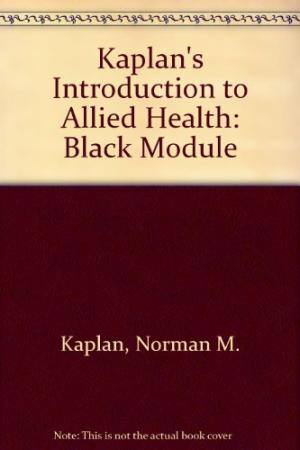 Kaplan's
Introduction to
Allied Health:
Black Module
Kaplan, Norman M.
Note: This is not the actual book cover